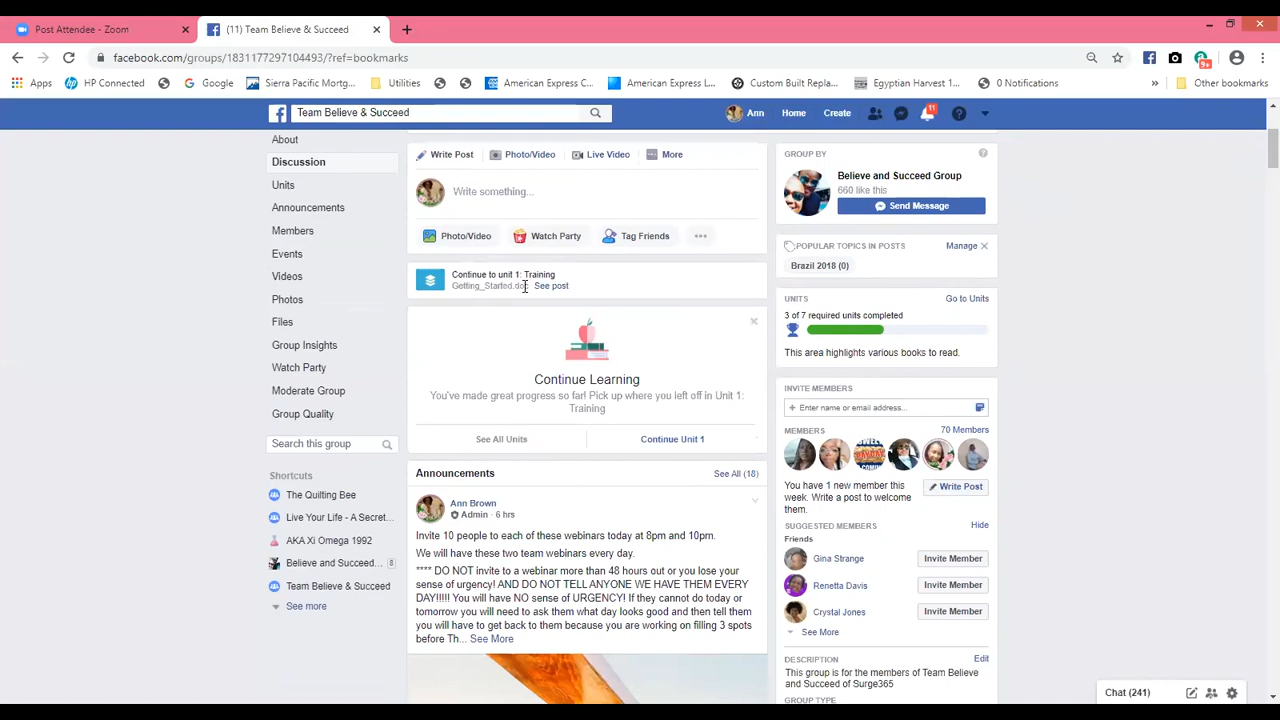 Post Attendee - Zoom
(11) Team Believe & Succeed
facebook.com/groups/1831177297104493/?ref=bookmarks
Apps
HP Connected
Google
Sierra Pacific Mortg...
Utilities
American Express C...
American Express L...
Custom Built Repla...
Egyptian Harvest 1...
0 Notifications
Other bookmarks
Team Believe & Succeed
Ann
Home
Create
11
About
Discussion
Units
Announcements
Members
Events
Videos
Photos
Files
Group Insights
Watch Party
Moderate Group
Group Quality
Search this group
Shortcuts
The Quilting Bee
Live Your Life - A Secret...
AKA Xi Omega 1992
Believe and Succeed... 8
Team Believe & Succeed
See more
Write Post
Photo/Video
Live Video
More
Write something...
Photo/Video
Watch Party
Tag Friends
Continue to unit 1: Training
Getting_Started.doc See post
Continue Learning
You've made great progress so far! Pick up where you left off in Unit 1:
Training
See All Units
Continue Unit 1
Announcements
See All (18)
Ann Brown
Admin · 6 hrs
Invite 10 people to each of these webinars today at 8pm and 10pm.
We will have these two team webinars every day.
**** DO NOT invite to a webinar more than 48 hours out or you lose your
sense of urgency! AND DO NOT TELL ANYONE WE HAVE THEM EVERY
DAY!!!!! You will have NO sense of URGENCY! If they cannot do today or
tomorrow you will need to ask them what day looks good and then tell them
you will have to get back to them because you are working on filling 3 spots
before Th... See More
GROUP BY
Believe and Succeed Group
660 like this
Send Message
POPULAR TOPICS IN POSTS
Manage
Brazil 2018 (0)
UNITS
Go to Units
3 of 7 required units completed
This area highlights various books to read.
INVITE MEMBERS
+ Enter name or email address...
MEMBERS
70 Members
You have 1 new member this
week. Write a post to welcome
them.
Write Post
SUGGESTED MEMBERS
Hide
Friends
Gina Strange
Invite Member
Renetta Davis
Invite Member
Crystal Jones
Invite Member
See More
DESCRIPTION
Edit
This group is for the members of Team Believe
and Succeed of Surge365
GROUP TYPE
Chat (241)